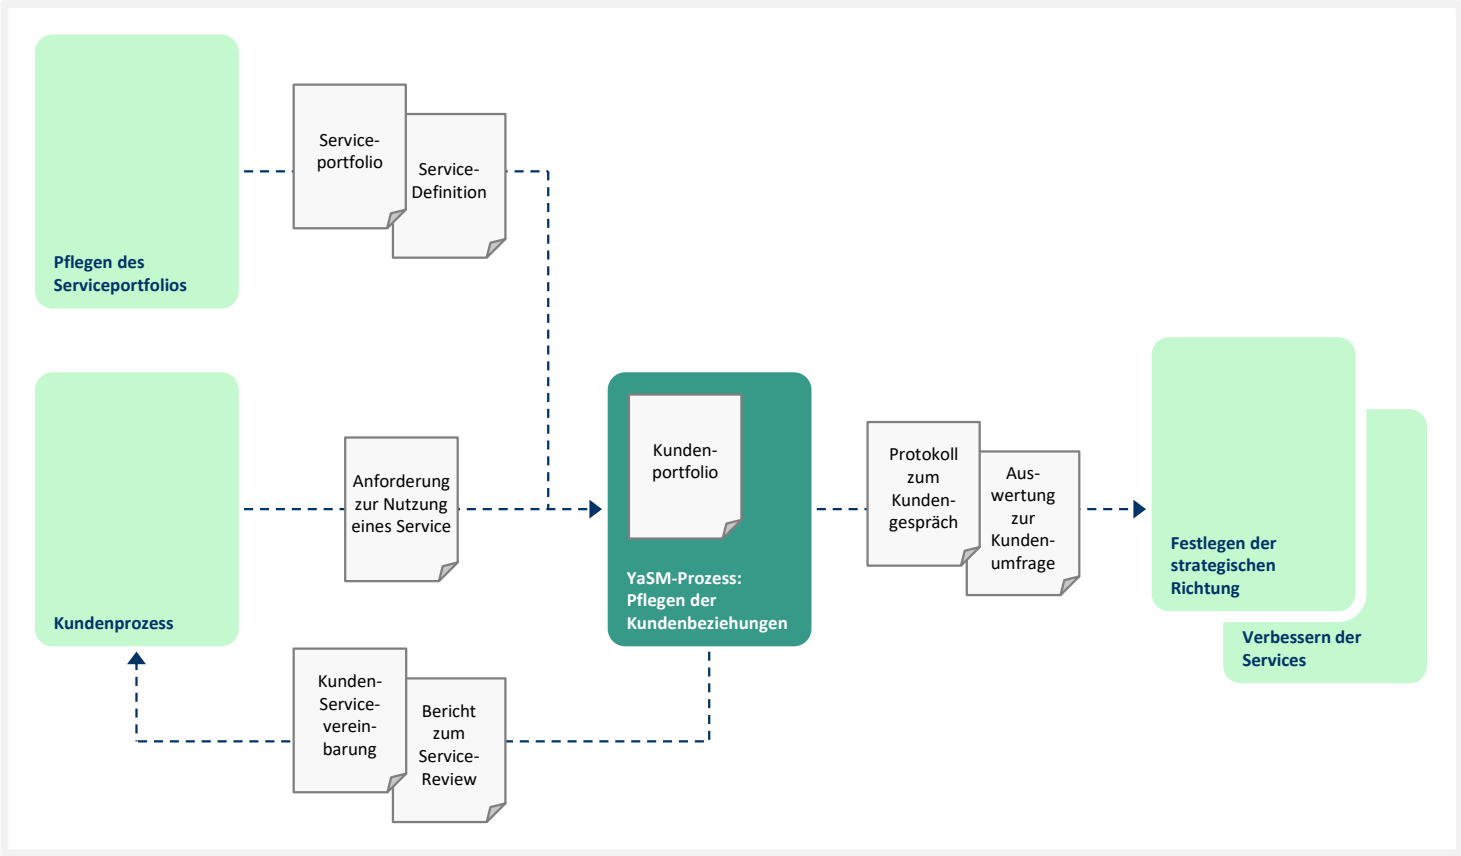 Service-
portfolio
Service-
Definition
Pflegen des
Serviceportfolios
Anforderung
zur Nutzung
eines Service
Kundenprozess
Kunden-
portfolio
YaSM-Prozess:
Pflegen der
Kundenbeziehungen
Protokoll
zum
Kunden-
gespräch
Aus-
wertung
zur
Kunden-
umfrage
Festlegen der
strategischen
Richtung
Verbessern der
Services
Kunden-
Service-
verein-
barung
Bericht
zum
Service-
Review